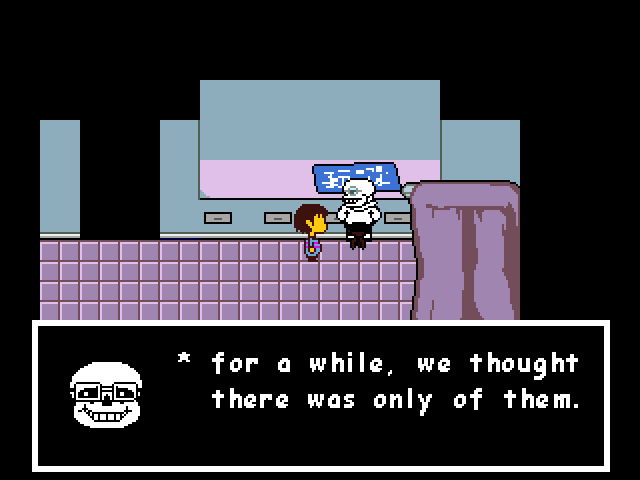 * for a while, we thought
there was only of them.